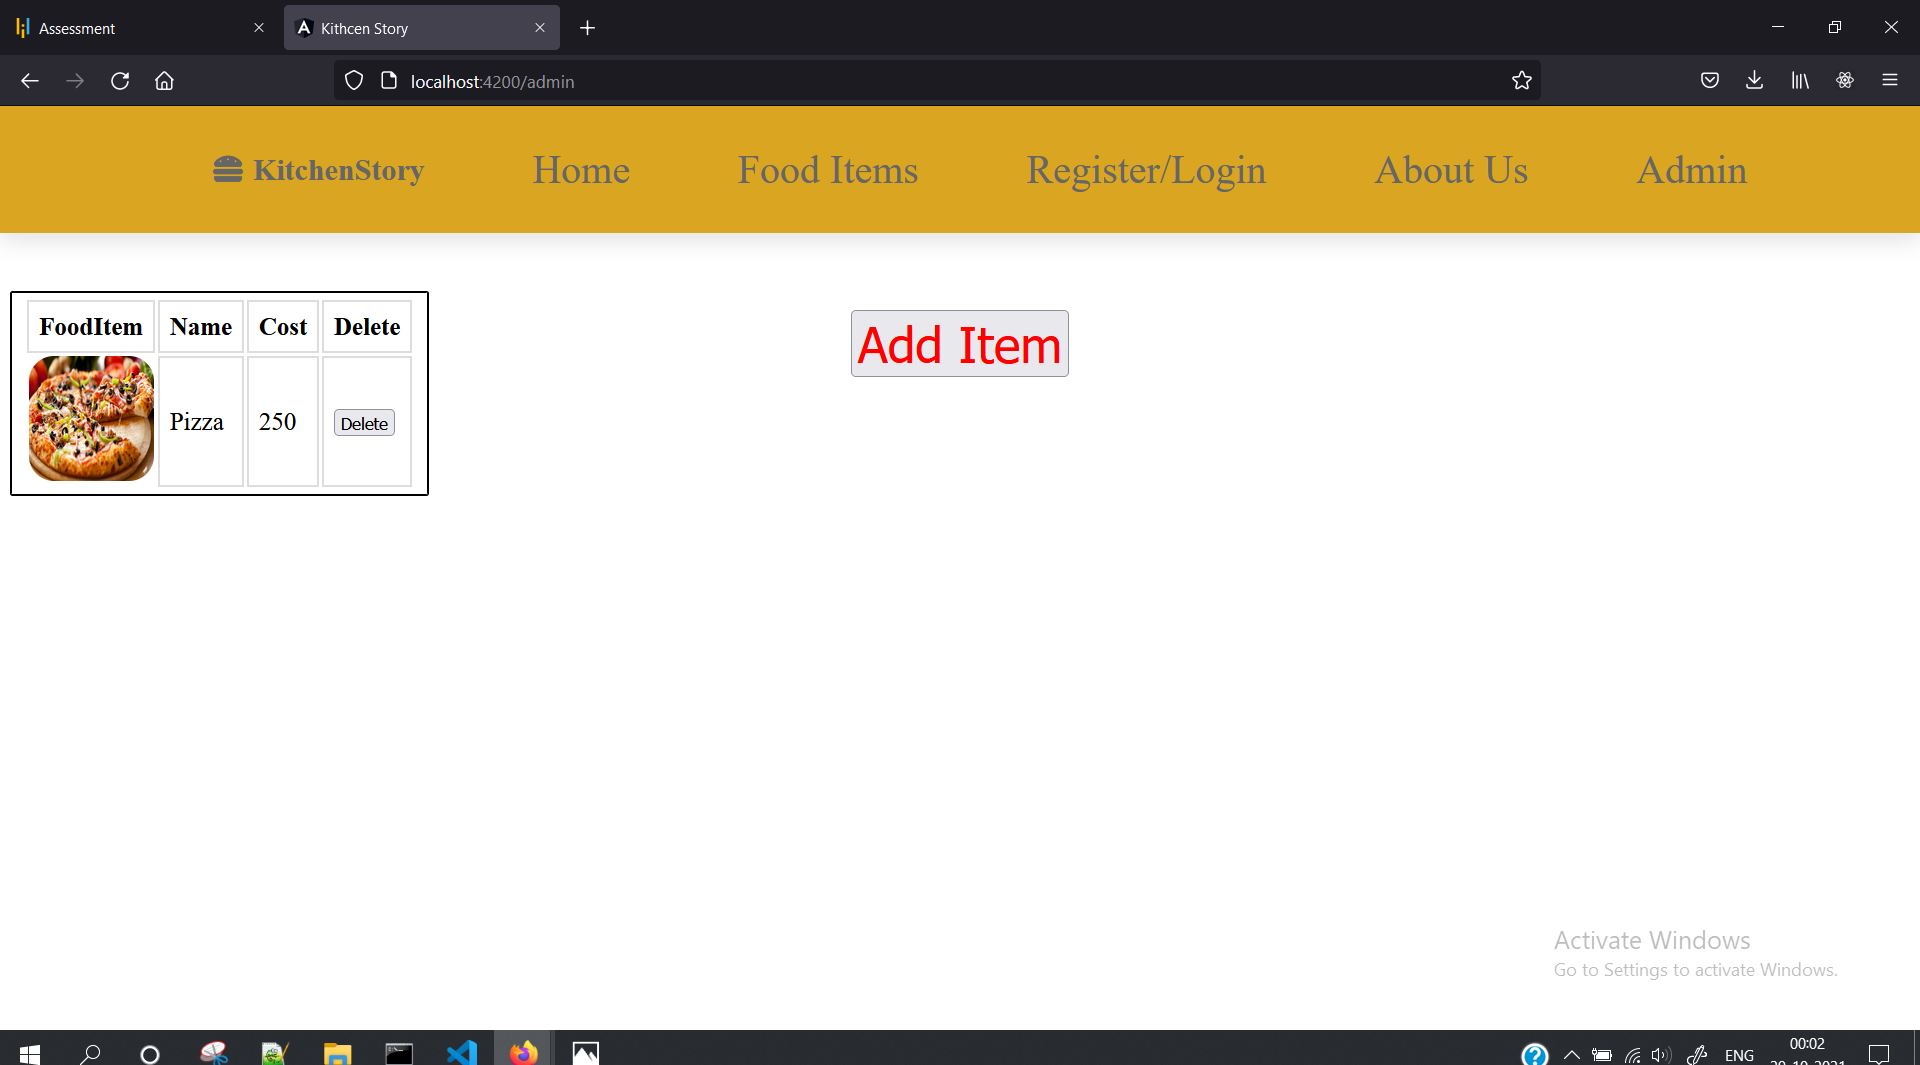 Assessment
Kithcen Story
localhost:4200/admin
KitchenStory Home Food Items Register/Login About Us Admin
FoodItem Name Cost Delete
Pizza 250 Delete
Add Item
Activate Windows
Go to Settings to activate Windows.
ENG
00:02